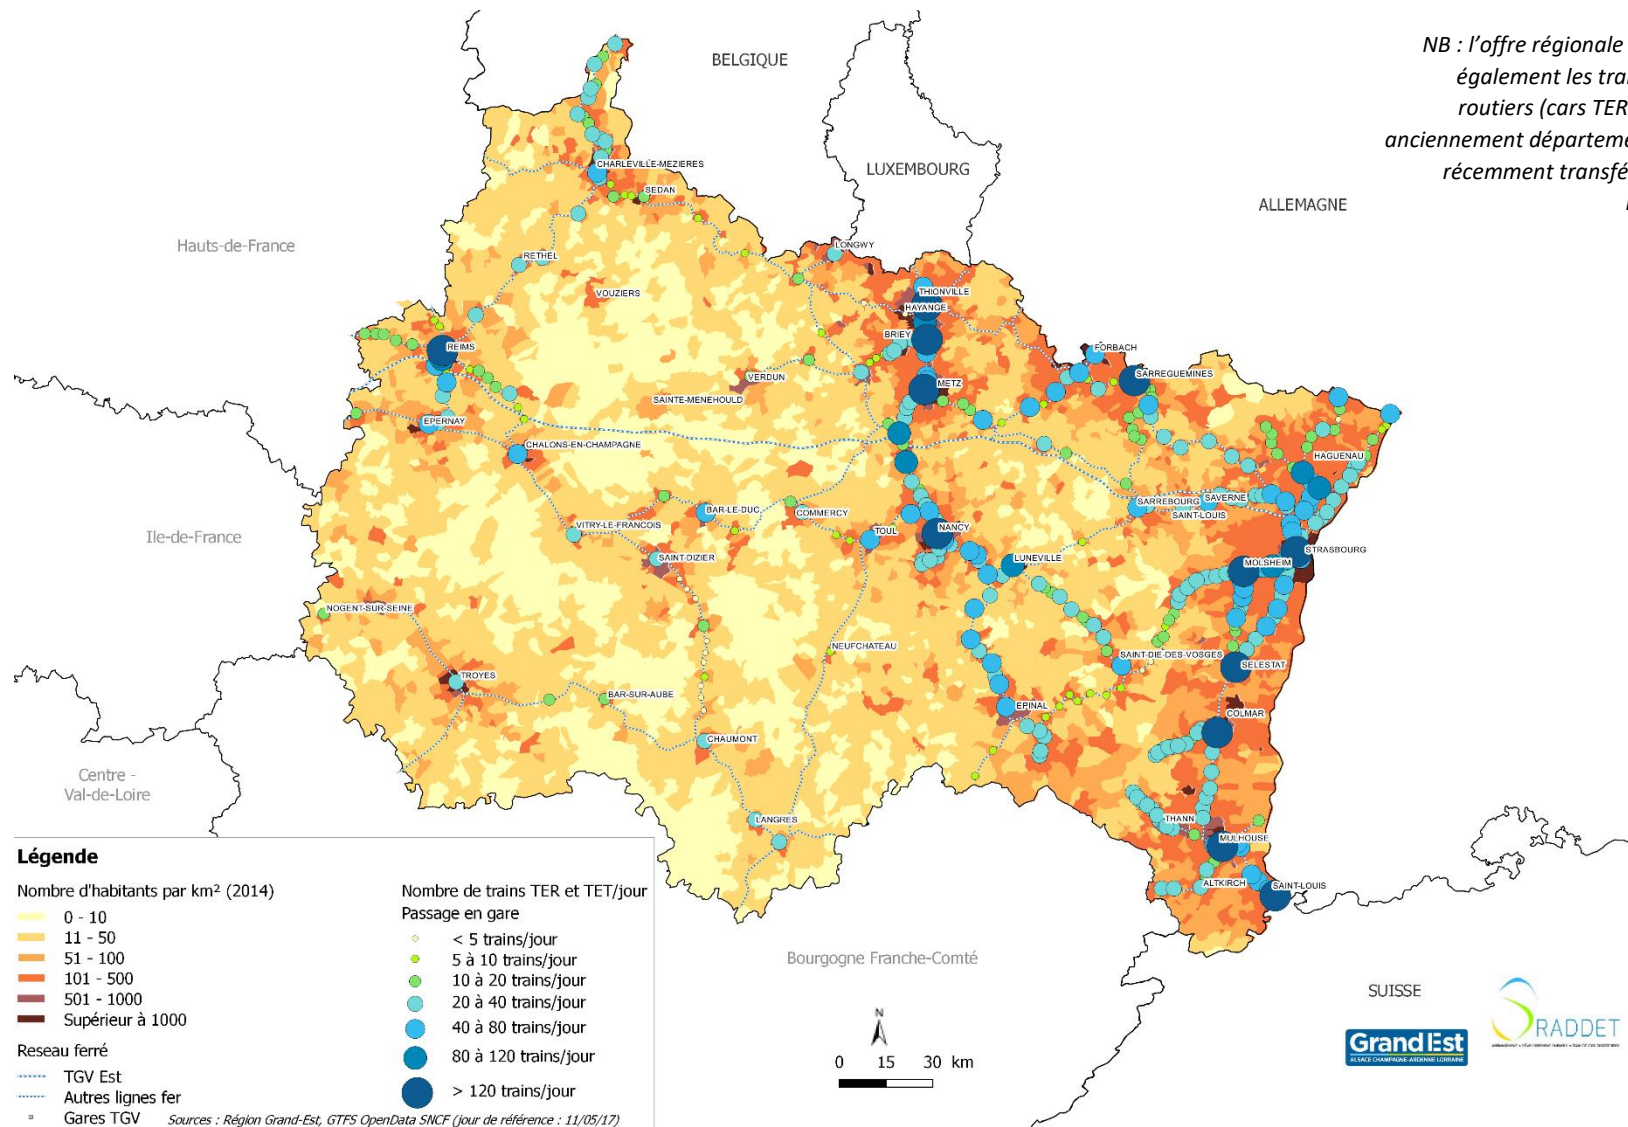 NB : l’offre régionale
également les tra
routiers (cars TER
anciennement départeme
récemment transfé
BELGIQUE
LUXEMBOURG
ALLEMAGNE
Hauts-de-France
Ile-de-France
Centre -
Val-de-Loire
Bourgogne Franche-Comté
SUISSE
CHARLEVILLE-MEZIERES
SEDAN
RETHEL
VOUZIERS
LONGWY
THIONVILLE
HAYANGE
BRIEY
REIMS
VERDUN
METZ
FORBACH
SARREGUEMINES
SAINTE-MENEHOULD
EPERNAY
CHALONS-EN-CHAMPAGNE
HAGUENAU
SARREBOURG
SAVERNE
SAINT-LOUIS
BAR-LE-DUC
COMMERCY
VITRY-LE-FRANCOIS
TOUL
NANCY
STRASBOURG
SAINT-DIZIER
LUNEVILLE
MOLSHEIM
NOGENT-SUR-SEINE
NEUFCHATEAU
SAINT-DIE-DES-VOSGES
SELESTAT
TROYES
BAR-SUR-AUBE
EPINAL
COLMAR
CHAUMONT
LANGRES
THANN
MULHOUSE
ALTKIRCH
SAINT-LOUIS
Légende
Nombre d'habitants par km² (2014)
0 - 10
11 - 50
51 - 100
101 - 500
501 - 1000
Supérieur à 1000
Reseau ferré
TGV Est
Autres lignes fer
Gares TGV
Nombre de trains TER et TET/jour
Passage en gare
< 5 trains/jour
5 à 10 trains/jour
10 à 20 trains/jour
20 à 40 trains/jour
40 à 80 trains/jour
80 à 120 trains/jour
> 120 trains/jour
Sources : Région Grand-Est, GTFS OpenData SNCF (jour de référence : 11/05/17)
N
0 15 30 km
Grand Est
ALSACE CHAMPAGNE-ARDENNE LORRAINE
SRADDET